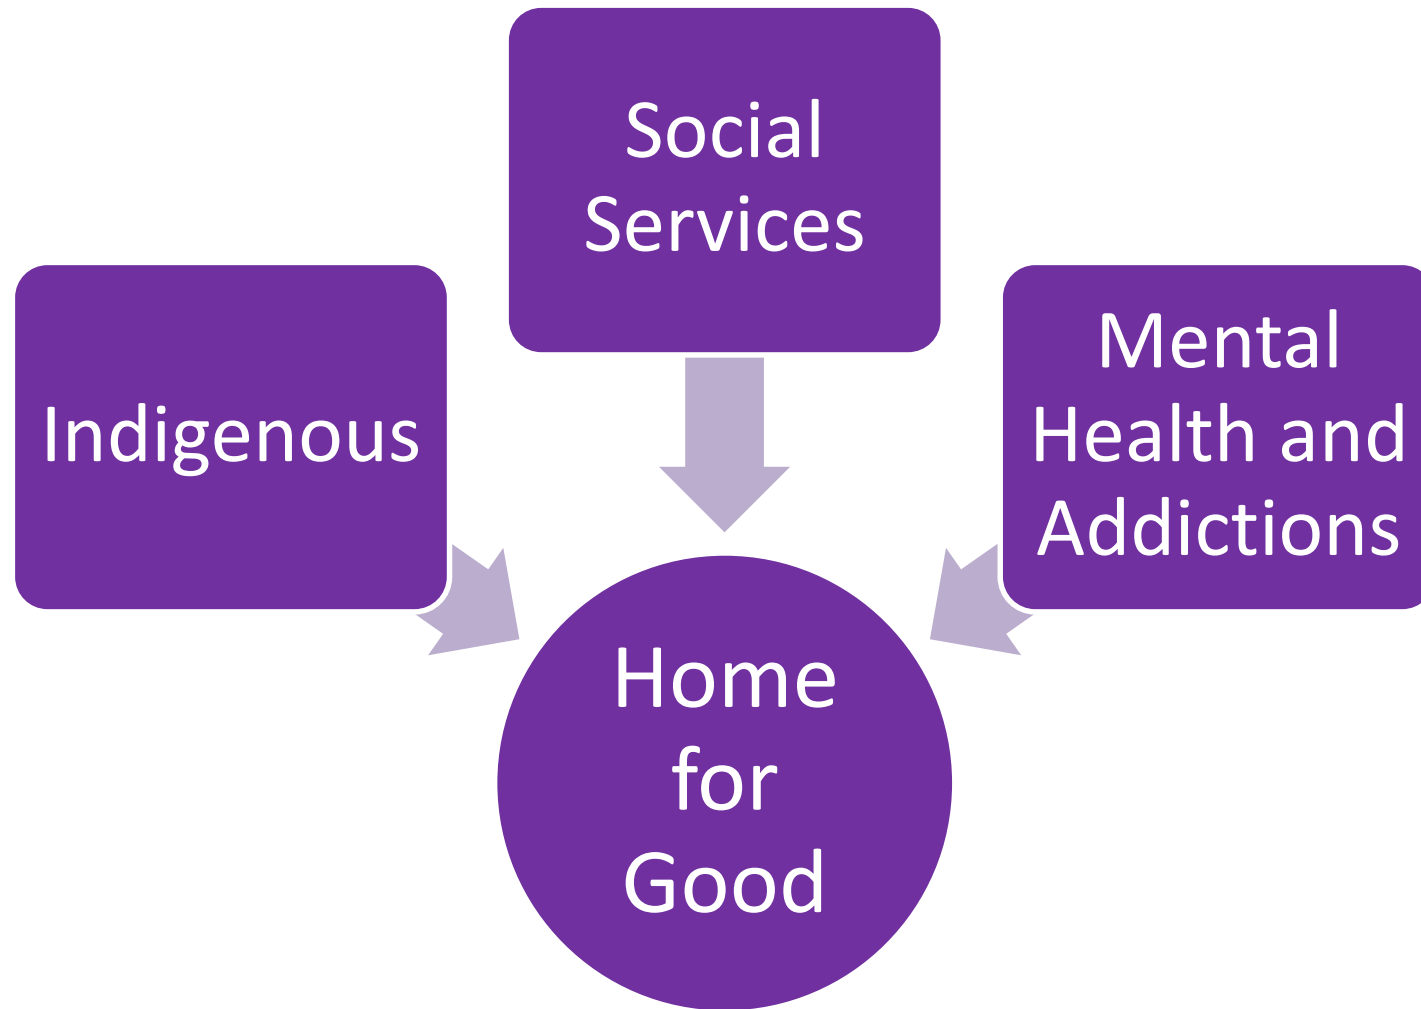 Social
Services
Indigenous
Mental
Health and
Addictions
Home
for
Good